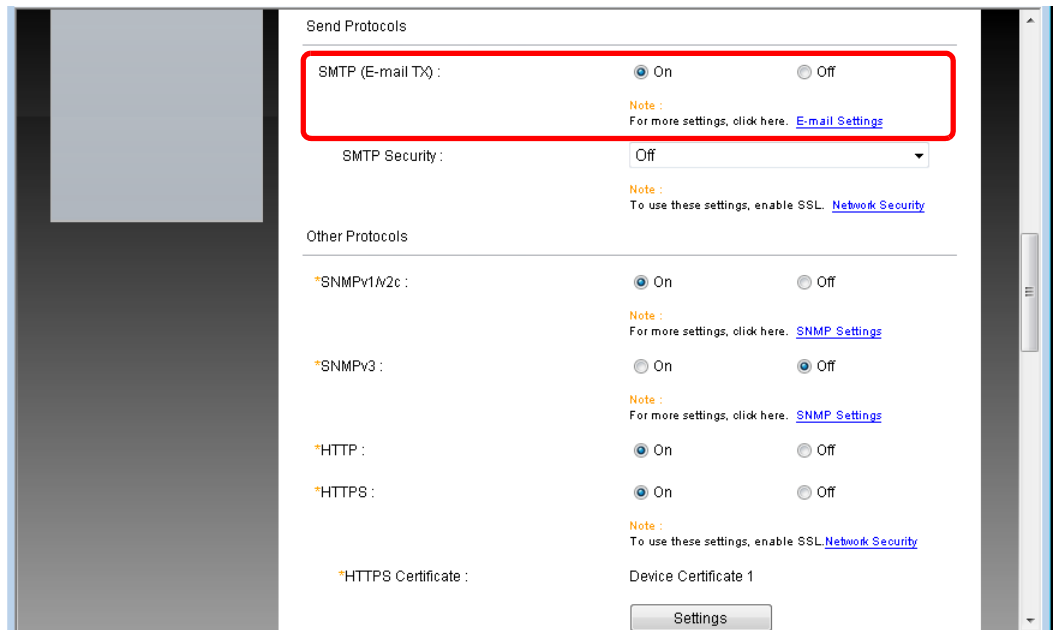 Send Protocols
SMTP (E-mail TX) : On Off
Note :
For more settings, click here. E-mail Settings
SMTP Security : Off
Note :
To use these settings, enable SSL. Network Security
Other Protocols
*SNMPv1/v2c : On Off
Note :
For more settings, click here. SNMP Settings
*SNMPv3 : On Off
Note :
For more settings, click here. SNMP Settings
*HTTP : On Off
*HTTPS : On Off
Note :
To use these settings, enable SSL.Network Security
*HTTPS Certificate : Device Certificate 1
Settings